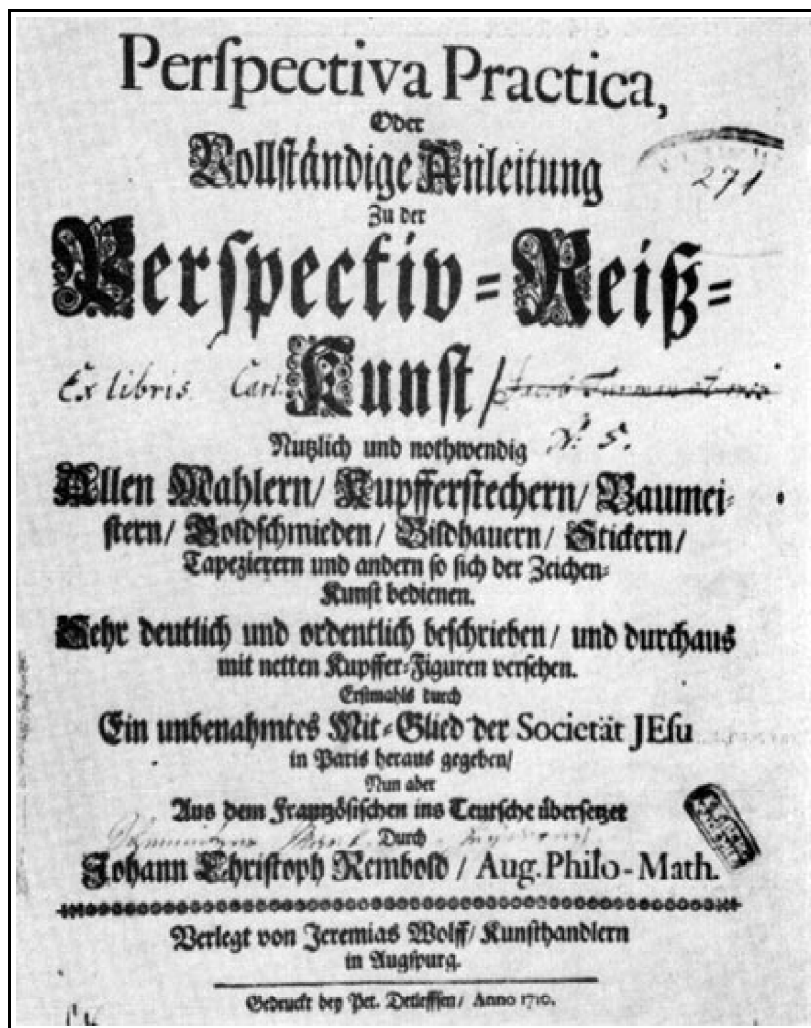 Perſpectiva Practica,
Oder
Vollſtändige Anleitung
271
Zu der
Perſpectiv-Reiß-
Kunſt /
Ex libris Carl.
Nutzlich und nothwendig
N. 5.
Allen Mahlern/ Kupfferſtechern/ Baumei-
ſtern/ Goldſchmieden/ Bildhauern/ Stickern/
Tapezierern und andern ſo ſich der Zeichen-
Kunſt bedienen.
Sehr deutlich und ordentlich beſchrieben/ und durchaus
mit netten Kupffer-Figuren verſehen.
Erſtmahls durch
Ein unbenahmtes Mit-Glied der Societät JEſu
in Paris heraus gegeben/
Nun aber
Aus dem Frantzöſiſchen ins Teutſche überſetzet
Durch
Johann Chriſtoph Rembold / Aug. Philo-Math.
Verlegt von Jeremias Wolff/ Kunſthandlern
in Augſpurg.
Gedruckt bey Pet. Detleffſen/ Anno 1710.